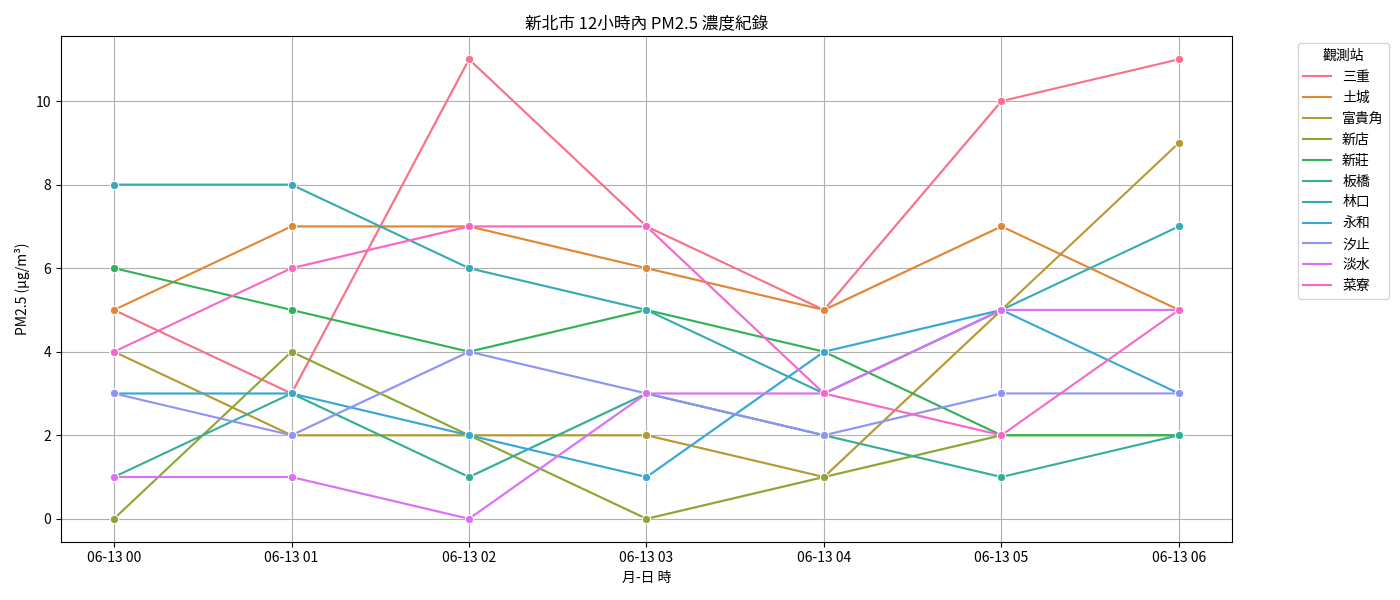 新北市 12小時內 PM2.5 濃度紀錄
PM2.5 (μg/m³)
10
8
6
4
2
0
06-13 00
06-13 01
06-13 02
06-13 03
06-13 04
06-13 05
06-13 06
月-日 時
觀測站
三重
土城
富貴角
新店
新莊
板橋
林口
永和
汐止
淡水
菜寮